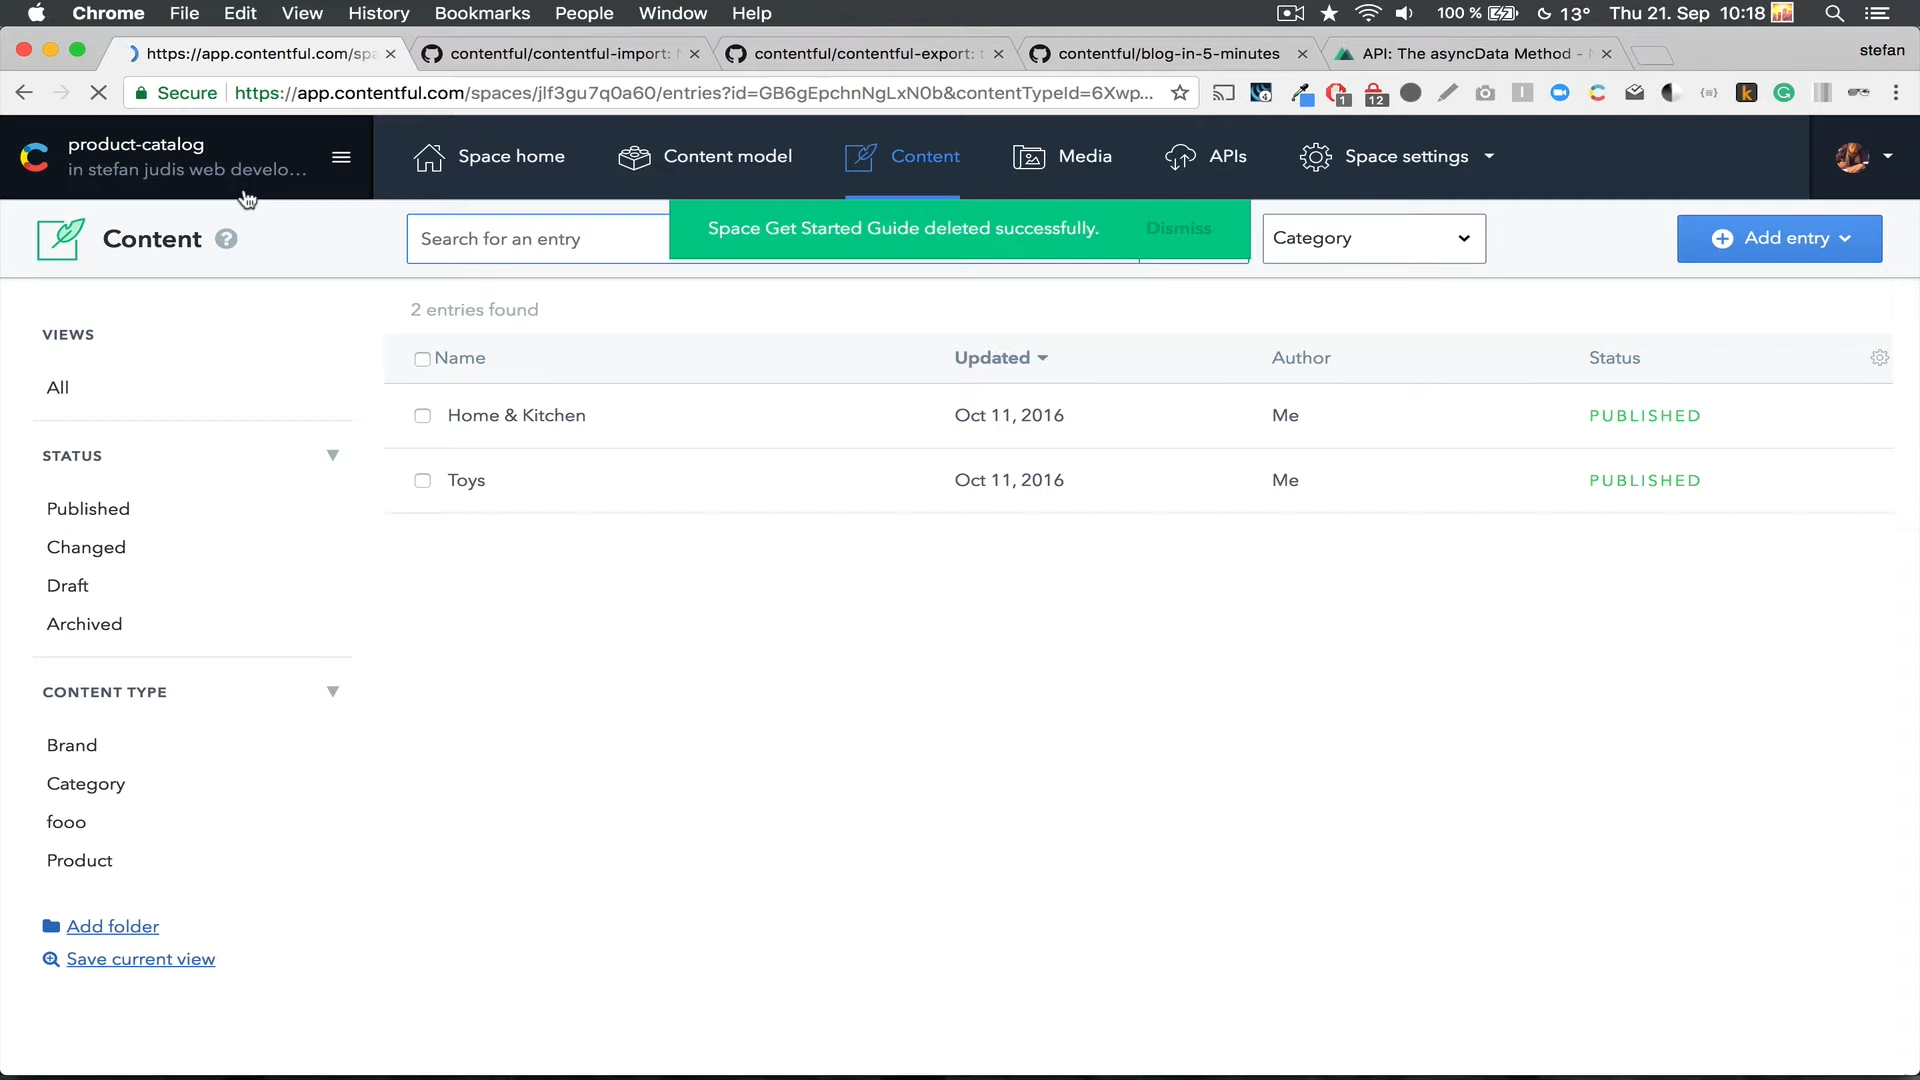 Chrome File Edit View History Bookmarks People Window Help 100 % 13° Thu 21. Sep 10:18
https://app.contentful.com/spa contentful/contentful-import: contentful/contentful-export: contentful/blog-in-5-minutes API: The asyncData Method - stefan
Secure https://app.contentful.com/spaces/jlf3gu7q0a60/entries?id=GB6gEpchnNgLxN0b&contentTypeId=6Xwp... 4 1 12
product-catalog
in stefan judis web develo...
Space home Content model Content Media APIs Space settings
Content ? Search for an entry Space Get Started Guide deleted successfully. Dismiss Category Add entry
2 entries found
VIEWS
Name Updated Author Status
All
Home & Kitchen Oct 11, 2016 Me PUBLISHED
STATUS
Toys Oct 11, 2016 Me PUBLISHED
Published
Changed
Draft
Archived
CONTENT TYPE
Brand
Category
fooo
Product
Add folder
Save current view